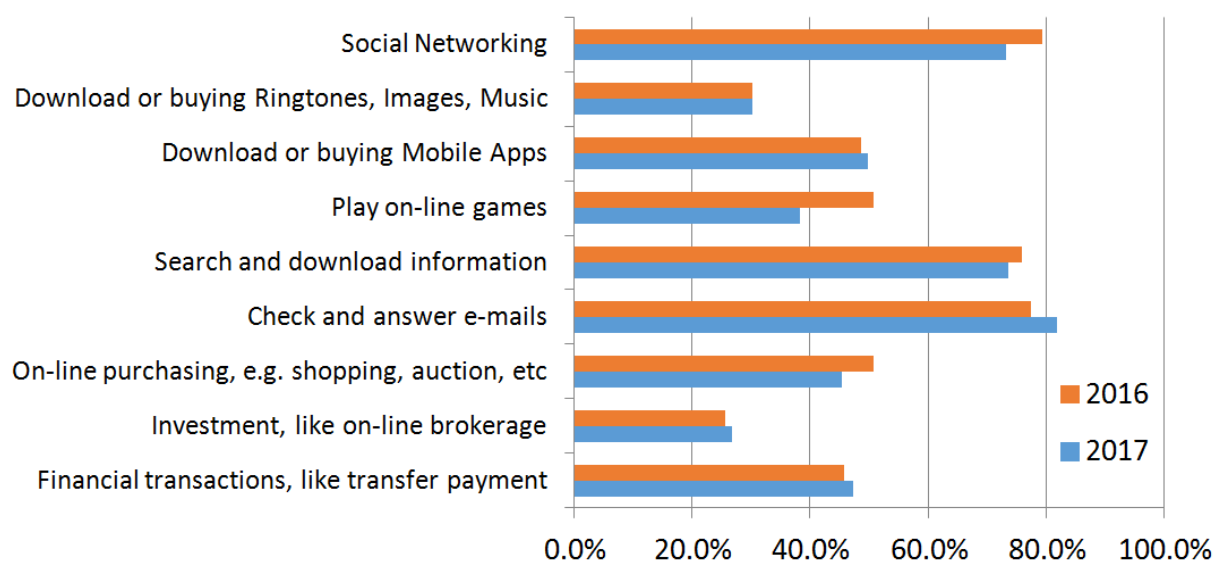 Social Networking
Download or buying Ringtones, Images, Music
Download or buying Mobile Apps
Play on-line games
Search and download information
Check and answer e-mails
On-line purchasing, e.g. shopping, auction, etc
Investment, like on-line brokerage
Financial transactions, like transfer payment
2016
2017
0.0% 20.0% 40.0% 60.0% 80.0% 100.0%